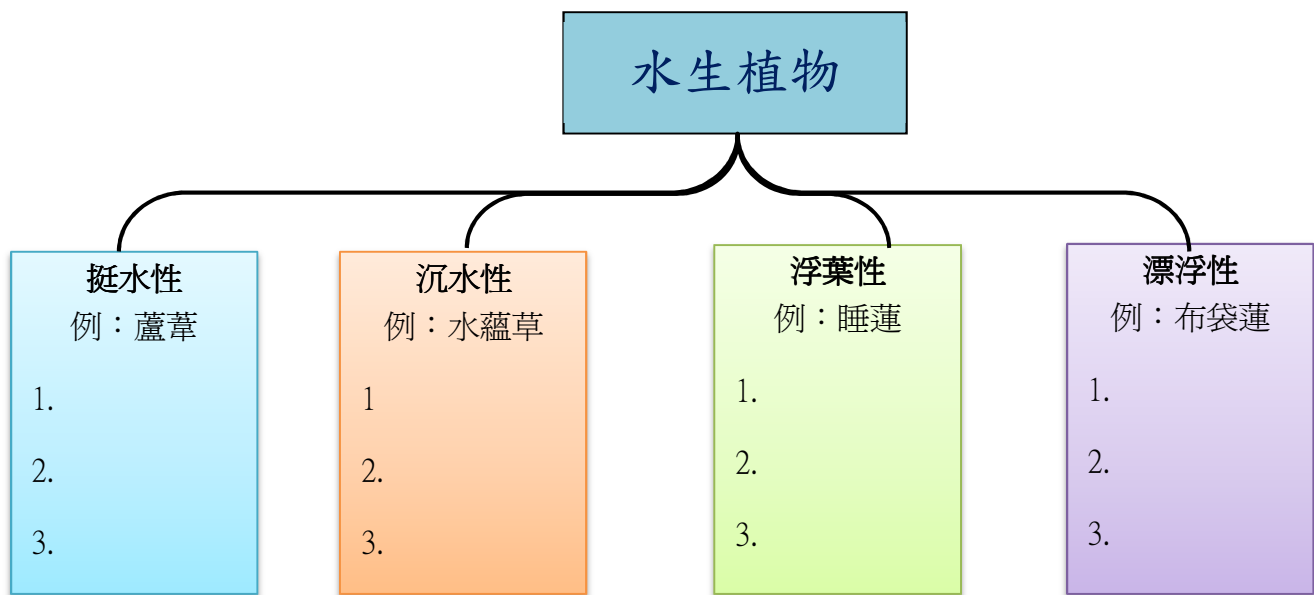 水生植物
挺水性
例：蘆葦
1.
2.
3.
沉水性
例：水蘊草
1
2.
3.
浮葉性
例：睡蓮
1.
2.
3.
漂浮性
例：布袋蓮
1.
2.
3.